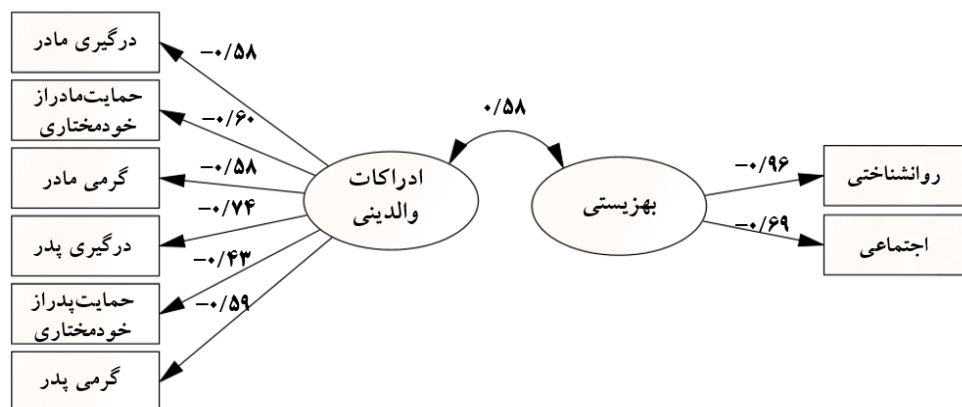 درگیری مادر
−۰/۵۸
حمایت‌مادراز
خودمختاری
−۰/۶۰
گرمی مادر
−۰/۵۸
درگیری پدر
−۰/۷۴
حمایت‌پدراز
خودمختاری
−۰/۴۳
گرمی پدر
−۰/۵۹
ادراکات
والدینی
۰/۵۸
بهزیستی
−۰/۹۶
روانشناختی
−۰/۶۹
اجتماعی